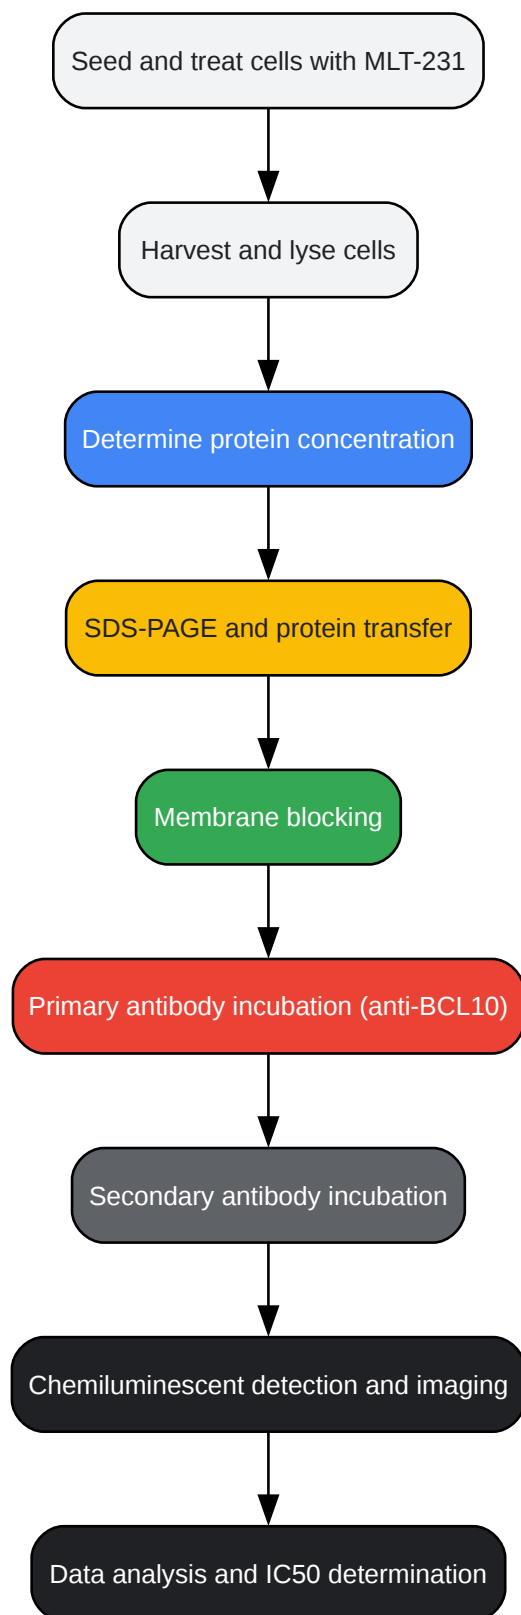 Seed and treat cells with MLT-231
Harvest and lyse cells
Determine protein concentration
SDS-PAGE and protein transfer
Membrane blocking
Primary antibody incubation (anti-BCL10)
Secondary antibody incubation
Chemiluminescent detection and imaging
Data analysis and IC50 determination